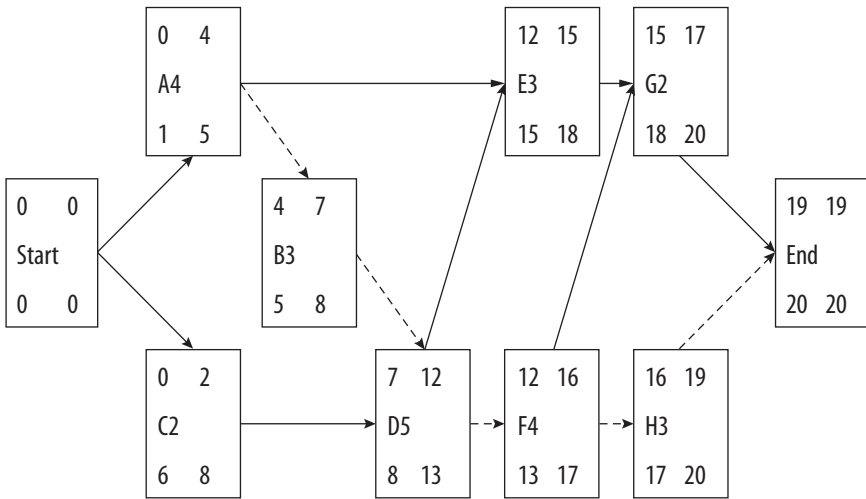 0 4
A4
1 5
12 15
E3
15 18
15 17
G2
18 20
0 0
Start
0 0
4 7
B3
5 8
19 19
End
20 20
0 2
C2
6 8
7 12
D5
8 13
12 16
F4
13 17
16 19
H3
17 20